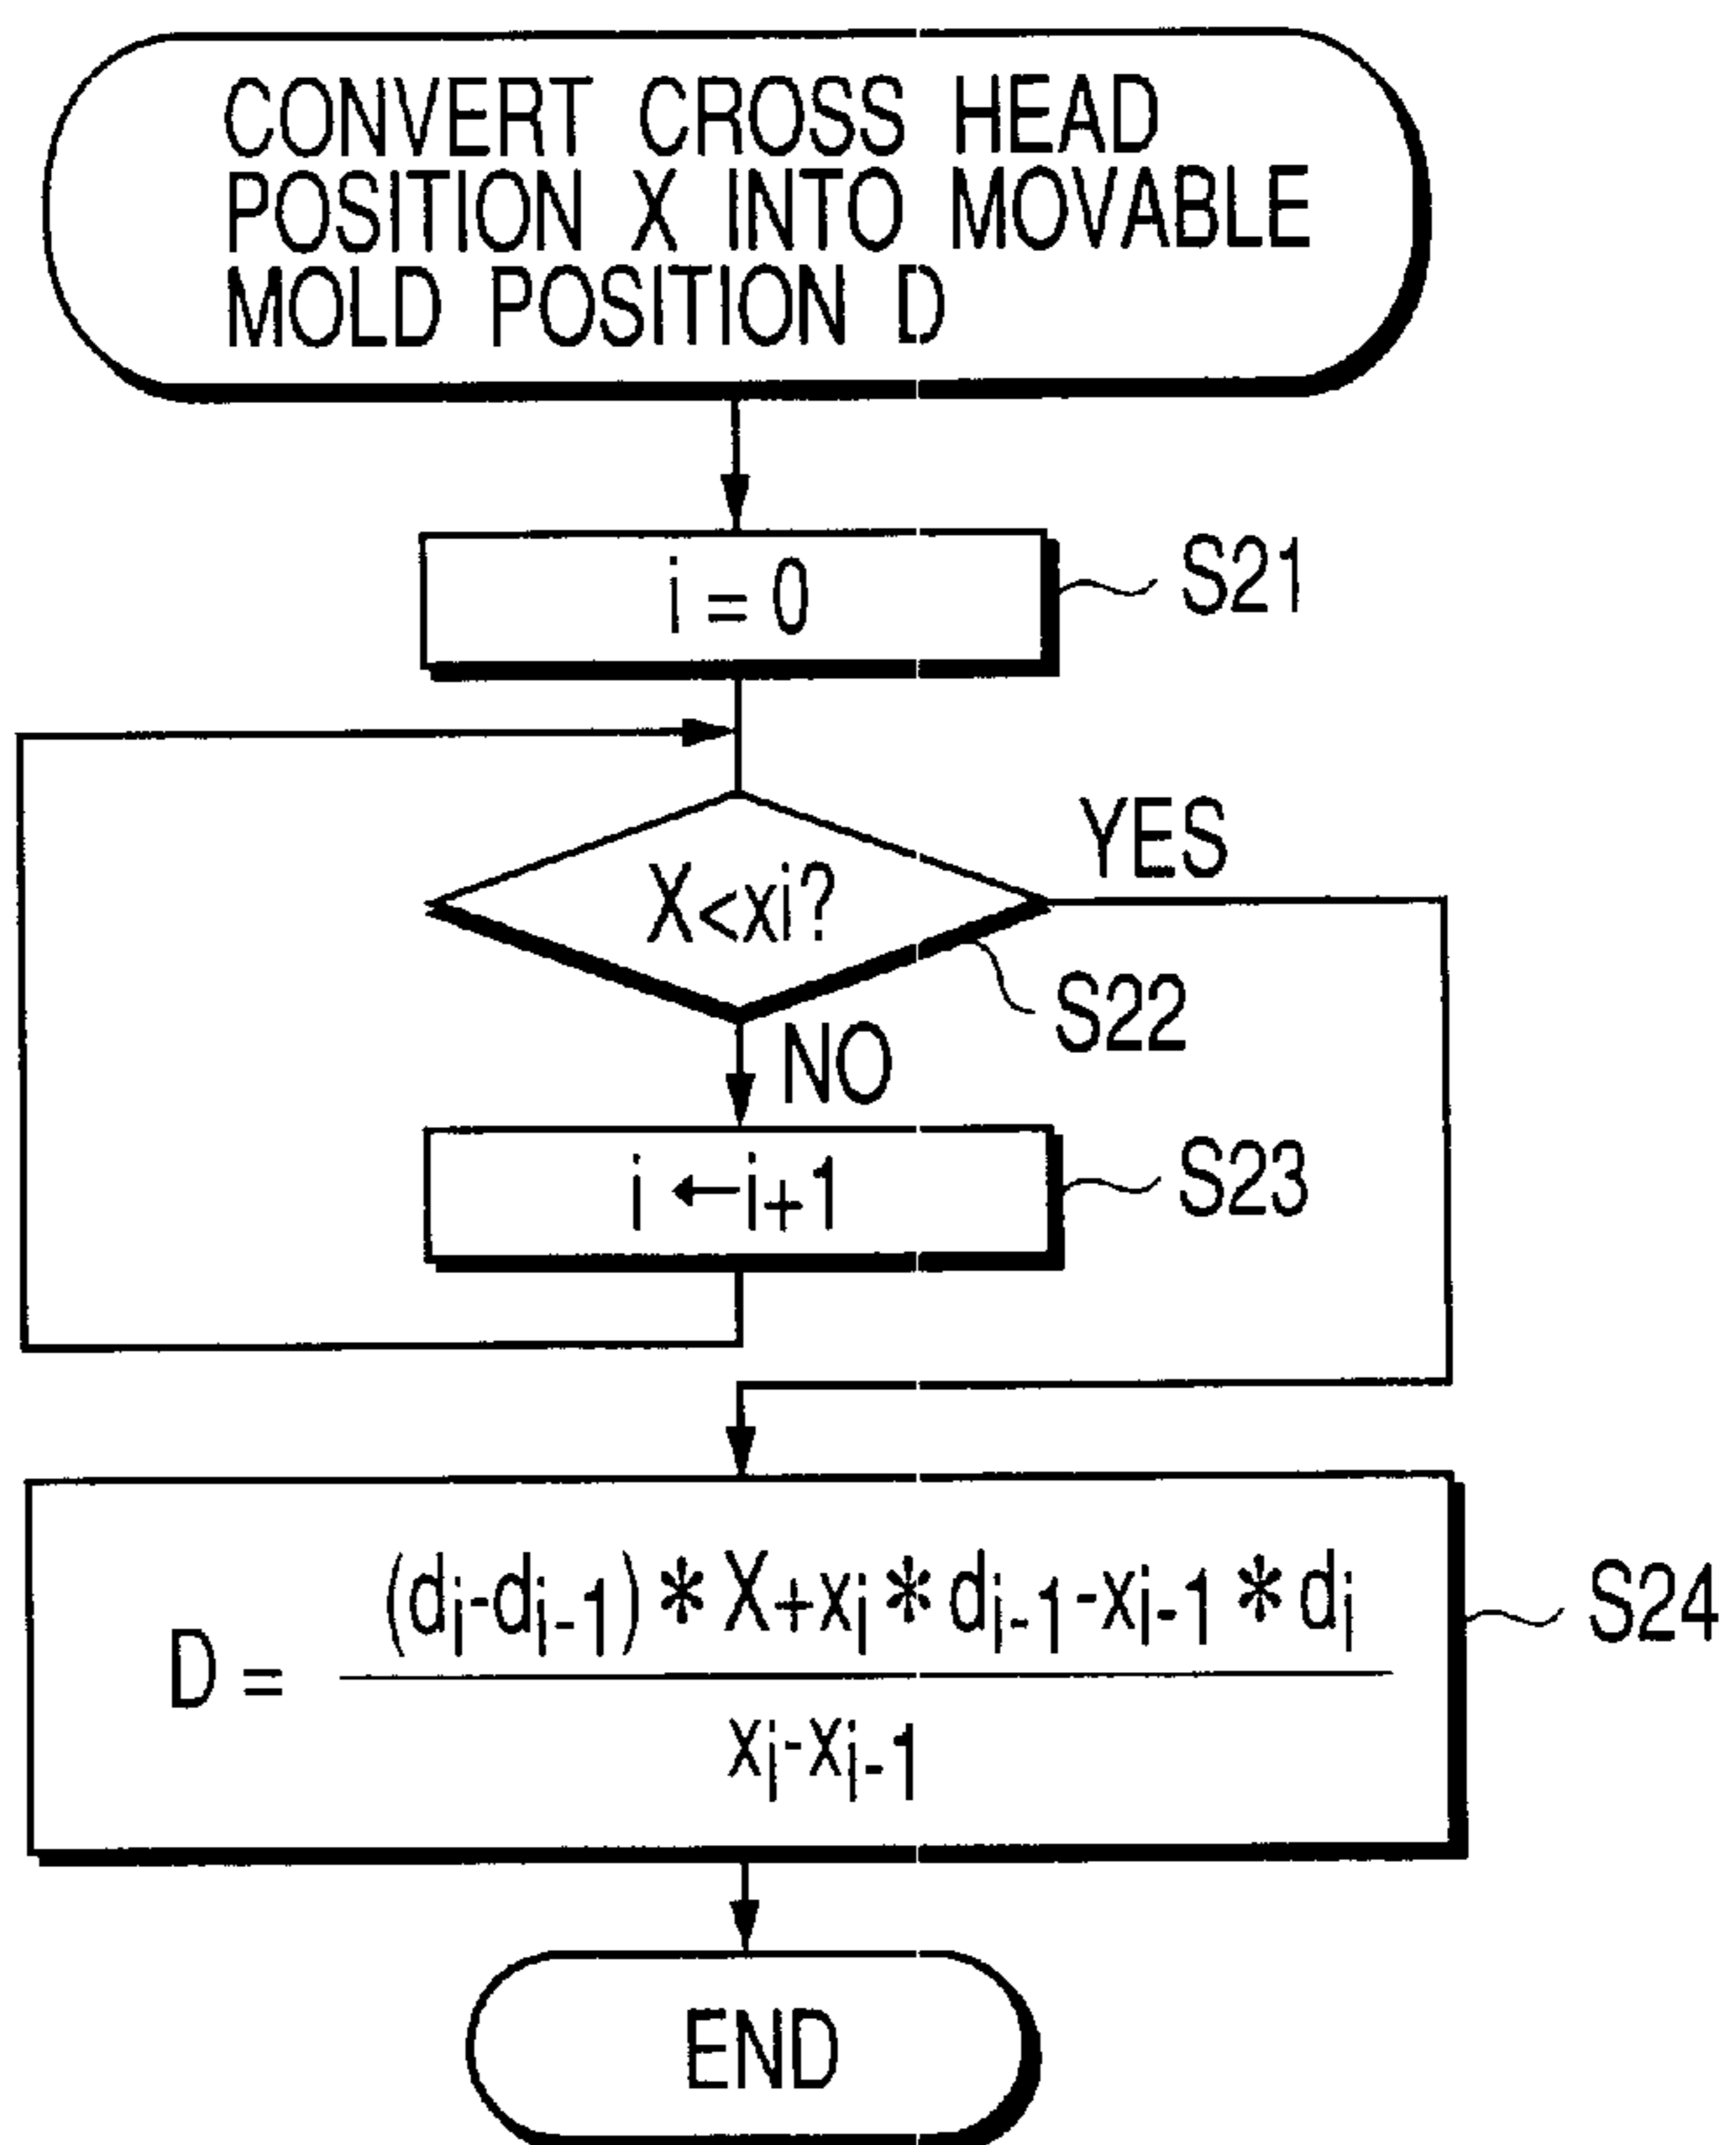 CONVERT CROSS HEAD
POSITION X INTO MOVABLE
MOLD POSITION D
i = 0
S21
X<xi?
YES
S22
NO
i ←i+1
S23
D = (di-di-1) * X+xi * di-1-xi-1 * di
xi-xi-1
S24
END